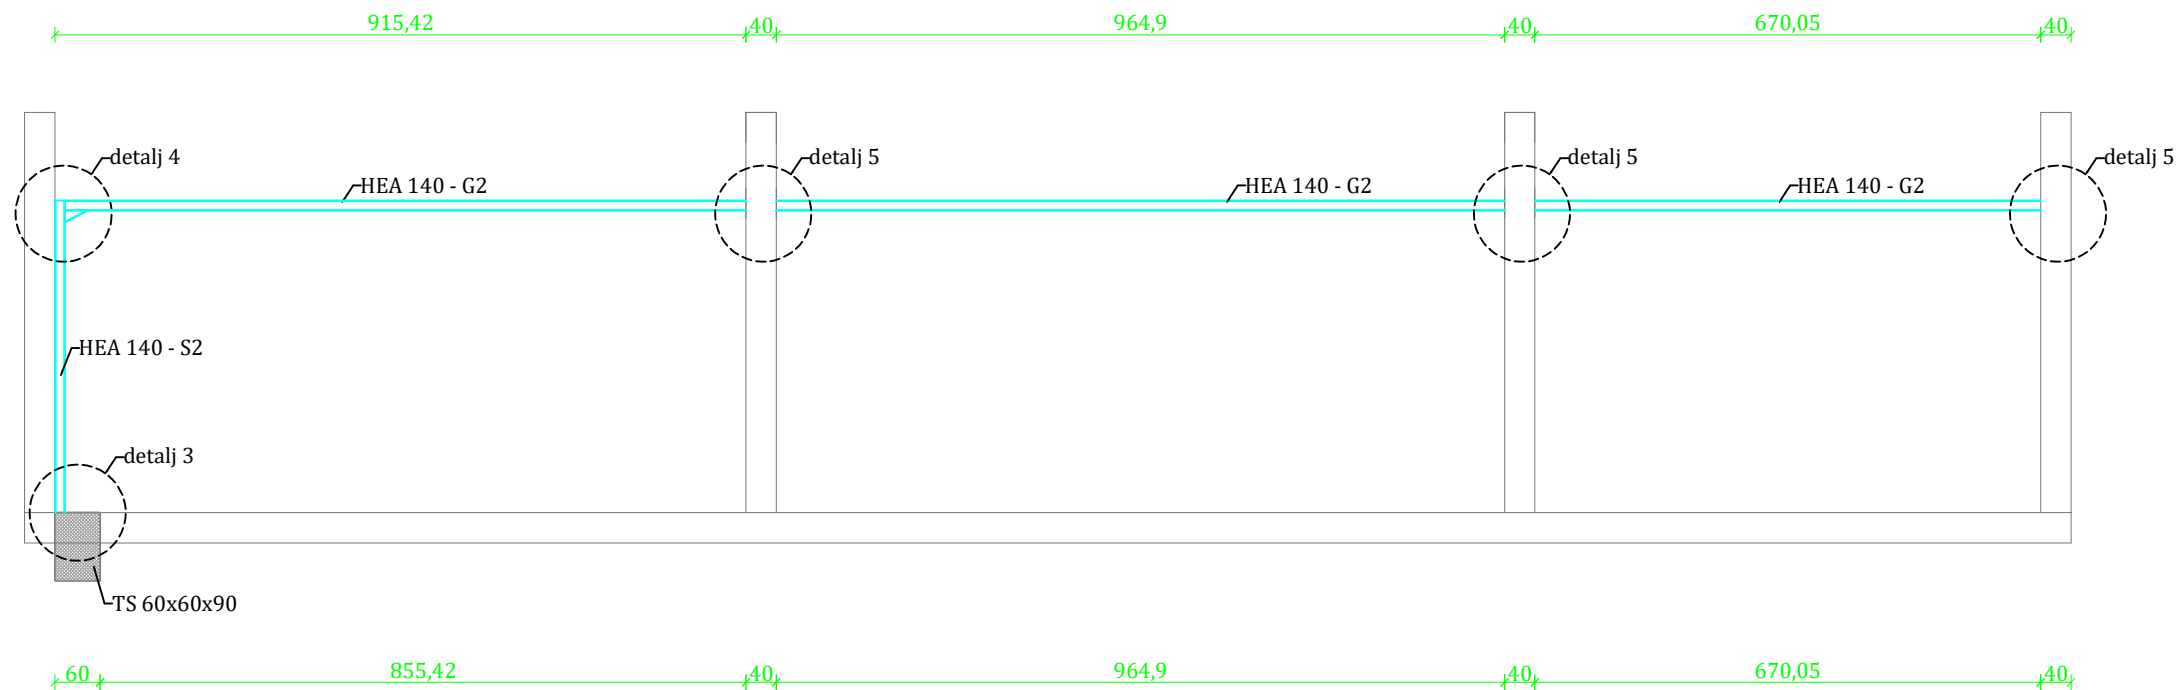 915,42 40 964,9 40 670,05 40
detalj 4 detalj 5 detalj 5 detalj 5
HEA 140 - G2 HEA 140 - G2 HEA 140 - G2
HEA 140 - S2
detalj 3
TS 60x60x90
60 855,42 40 964,9 40 670,05 40